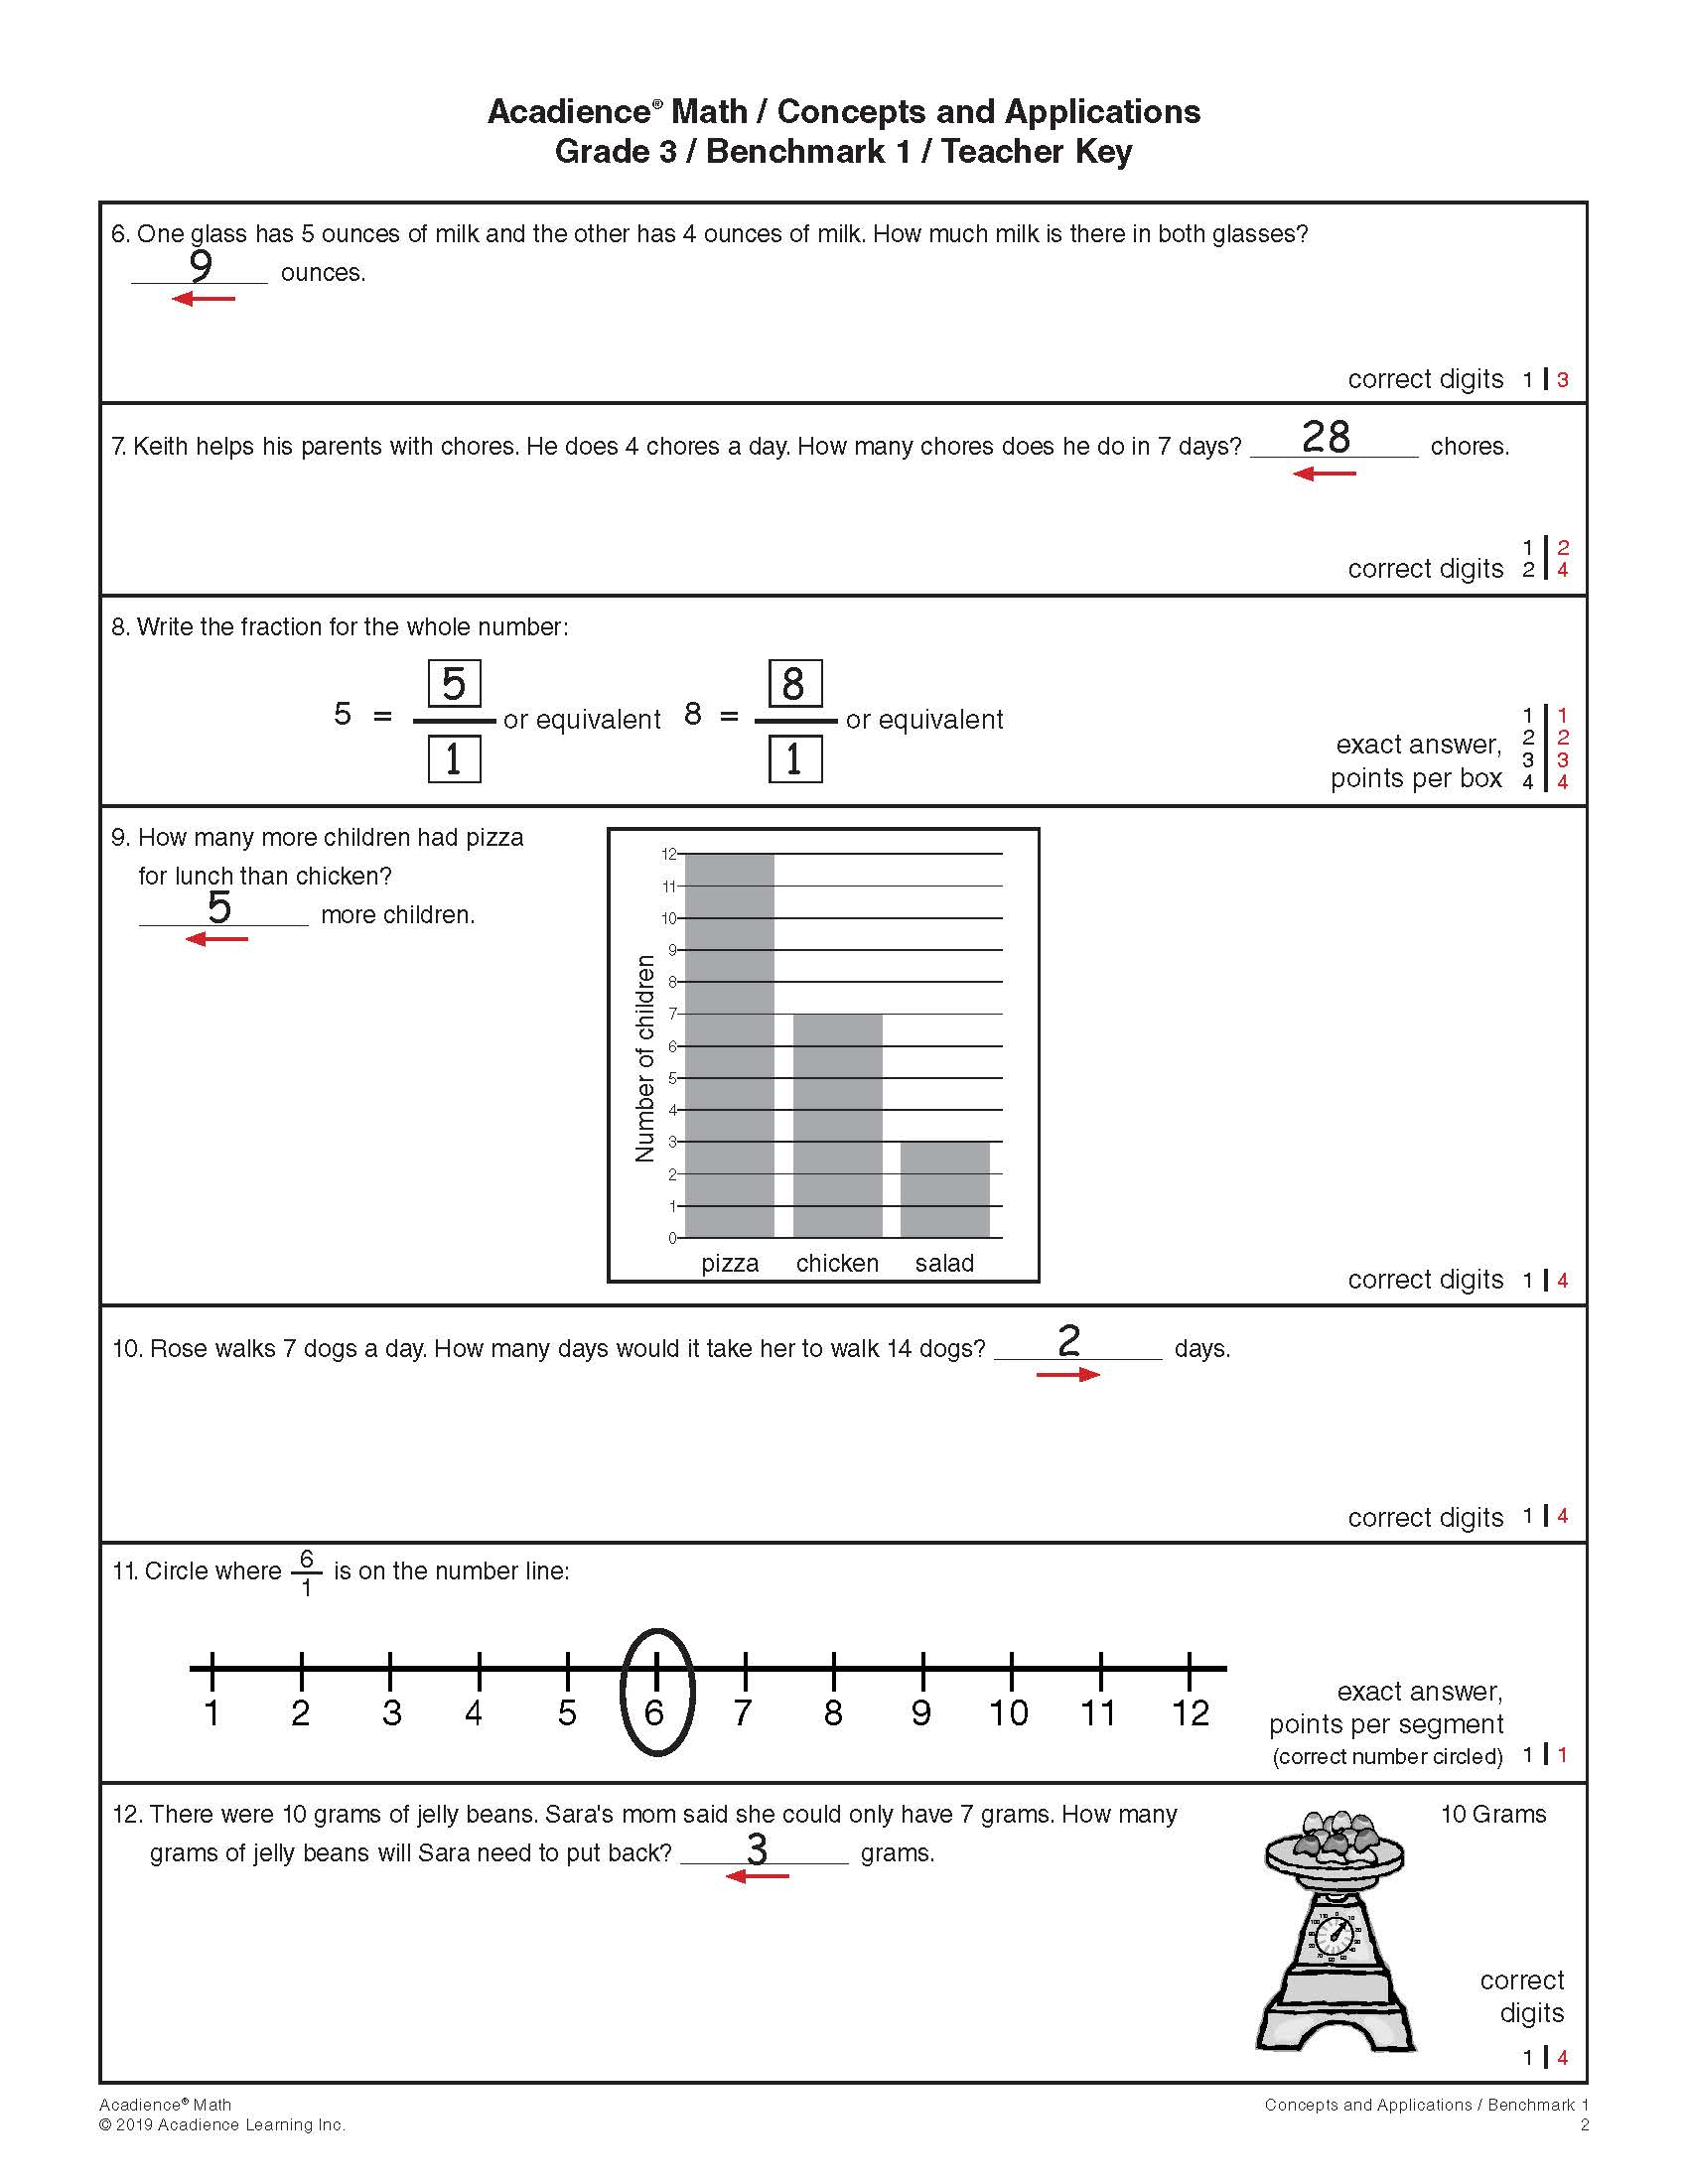 Acadience® Math / Concepts and Applications
Grade 3 / Benchmark 1 / Teacher Key
6. One glass has 5 ounces of milk and the other has 4 ounces of milk. How much milk is there in both glasses?
9 ounces.
correct digits 1 | 3
7. Keith helps his parents with chores. He does 4 chores a day. How many chores does he do in 7 days? 28 chores.
1 | 2
correct digits 2 | 4
8. Write the fraction for the whole number:
5 = 5/1 or equivalent 8 = 8/1 or equivalent
1 | 1
exact answer, 2 | 2
3 | 3
points per box 4 | 4
9. How many more children had pizza
for lunch than chicken?
5 more children.
Number of children
12
11
10
9
8
7
6
5
4
3
2
1
0
pizza chicken salad
correct digits 1 | 4
10. Rose walks 7 dogs a day. How many days would it take her to walk 14 dogs? 2 days.
correct digits 1 | 4
11. Circle where 6/1 is on the number line:
1 2 3 4 5 6 7 8 9 10 11 12
exact answer,
points per segment
(correct number circled) 1 | 1
12. There were 10 grams of jelly beans. Sara's mom said she could only have 7 grams. How many
grams of jelly beans will Sara need to put back? 3 grams.
10 Grams
correct
digits
1 | 4
Acadience® Math
© 2019 Acadience Learning Inc.
Concepts and Applications / Benchmark 1
2